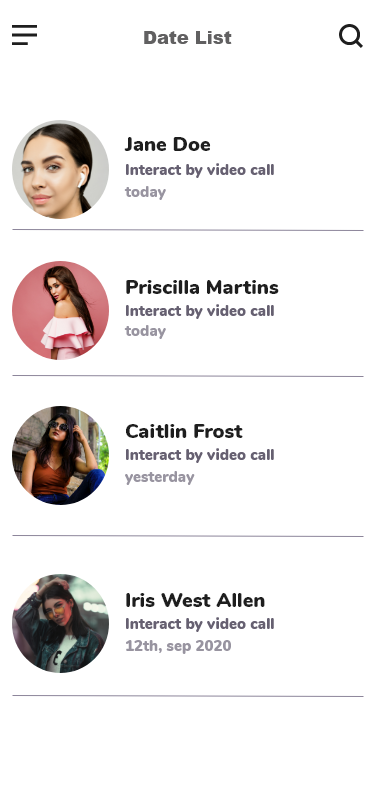 Date List
Jane Doe
Interact by video call
today
Priscilla Martins
Interact by video call
today
Caitlin Frost
Interact by video call
yesterday
Iris West Allen
Interact by video call
12th, sep 2020